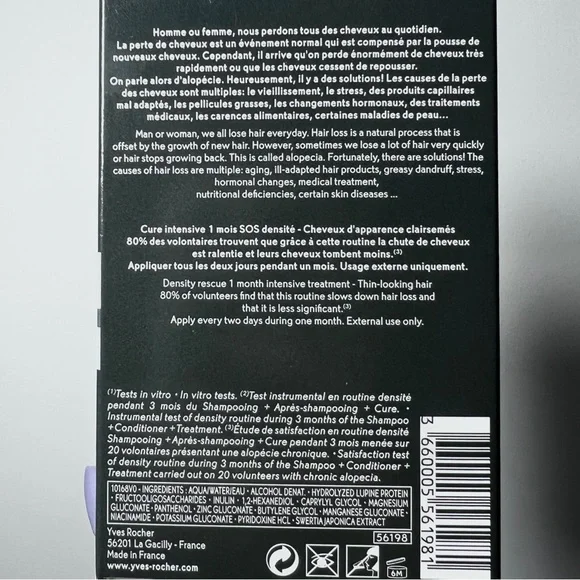 Homme ou femme, nous perdons tous des cheveux au quotidien.
La perte de cheveux est un événement normal qui est compensé par la pousse de
nouveaux cheveux. Cependant, il arrive qu'on perde énormément de cheveux très
rapidement ou que les cheveux cessent de repousser.
On parle alors d'alopécie. Heureusement, il y a des solutions! Les causes de la perte
des cheveux sont multiples: le vieillissement, le stress, des produits capillaires
mal adaptés, les pellicules grasses, les changements hormonaux, des traitements
médicaux, les carences alimentaires, certaines maladies de peau...
Man or woman, we all lose hair everyday. Hair loss is a natural process that is
offset by the growth of new hair. However, sometimes we lose a lot of hair very quickly
or hair stops growing back. This is called alopecia. Fortunately, there are solutions! The
causes of hair loss are multiple: aging, ill-adapted hair products, greasy dandruff, stress,
hormonal changes, medical treatment,
nutritional deficiencies, certain skin diseases ...
Cure intensive 1 mois SOS densité - Cheveux d'apparence clairsemés
80% des volontaires trouvent que grâce à cette routine la chute de cheveux
est ralentie et leurs cheveux tombent moins.(3)
Appliquer tous les deux jours pendant un mois. Usage externe uniquement.
Density rescue 1 month intensive treatment - Thin-looking hair
80% of volunteers find that this routine slows down hair loss and
that it is less significant.(3)
Apply every two days during one month. External use only.
(1)Tests in vitro • In vitro tests. (2)Test instrumental en routine densité
pendant 3 mois du Shampooing + Après-shampooing + Cure. •
Instrumental test of density routine during 3 months of the Shampoo
+Conditioner +Treatment. (3)Étude de satisfaction en routine densité
Shampooing + Après-shampooing + Cure pendant 3 mois menée sur
20 volontaires présentant une alopécie chronique. • Satisfaction test
of density routine during 3 months of the Shampoo + Conditioner +
Treatment carried out on 20 volunteers with chronic alopecia.
10168V0 • INGREDIENTS : AQUA/WATER/EAU • ALCOHOL DENAT. • HYDROLYZED LUPINE PROTEIN
• FRUCTOOLIGOSACCHARIDES • INULIN • 1,2-HEXANEDIOL • CAPRYLYL GLYCOL • MAGNESIUM
GLUCONATE • PANTHENOL • ZINC GLUCONATE • BUTYLENE GLYCOL • MANGANESE GLUCONATE •
NIACINAMIDE • POTASSIUM GLUCONATE • PYRIDOXINE HCL • SWERTIA JAPONICA EXTRACT
Yves Rocher
56201 La Gacilly - France
Made in France
www.yves-rocher.com
56198
6M
3 660005 561981